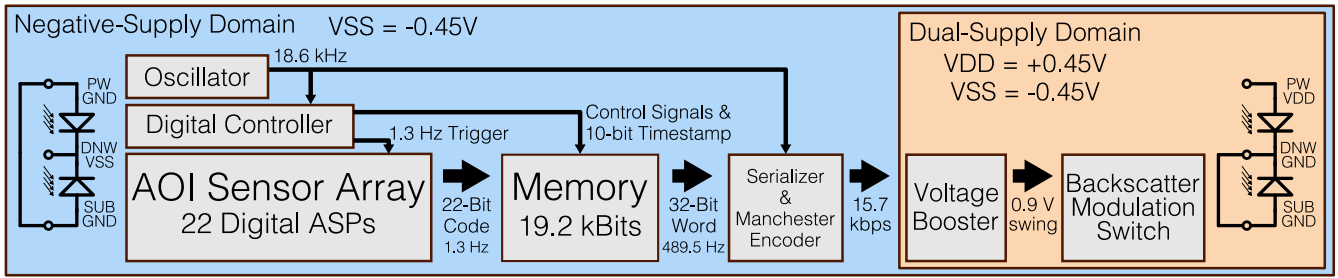 Negative-Supply Domain VSS = -0.45V
18.6 kHz
Oscillator
Digital Controller
1.3 Hz Trigger
Control Signals &
10-bit Timestamp
PW
GND
DNW
VSS
SUB
GND
AOI Sensor Array
22 Digital ASPs
22-Bit
Code
1.3 Hz
Memory
19.2 kBits
32-Bit
Word
489.5 Hz
Serializer
&
Manchester
Encoder
15.7
kbps
Dual-Supply Domain
VDD = +0.45V
VSS = -0.45V
Voltage
Booster
0.9 V
swing
Backscatter
Modulation
Switch
PW
VDD
DNW
GND
SUB
GND